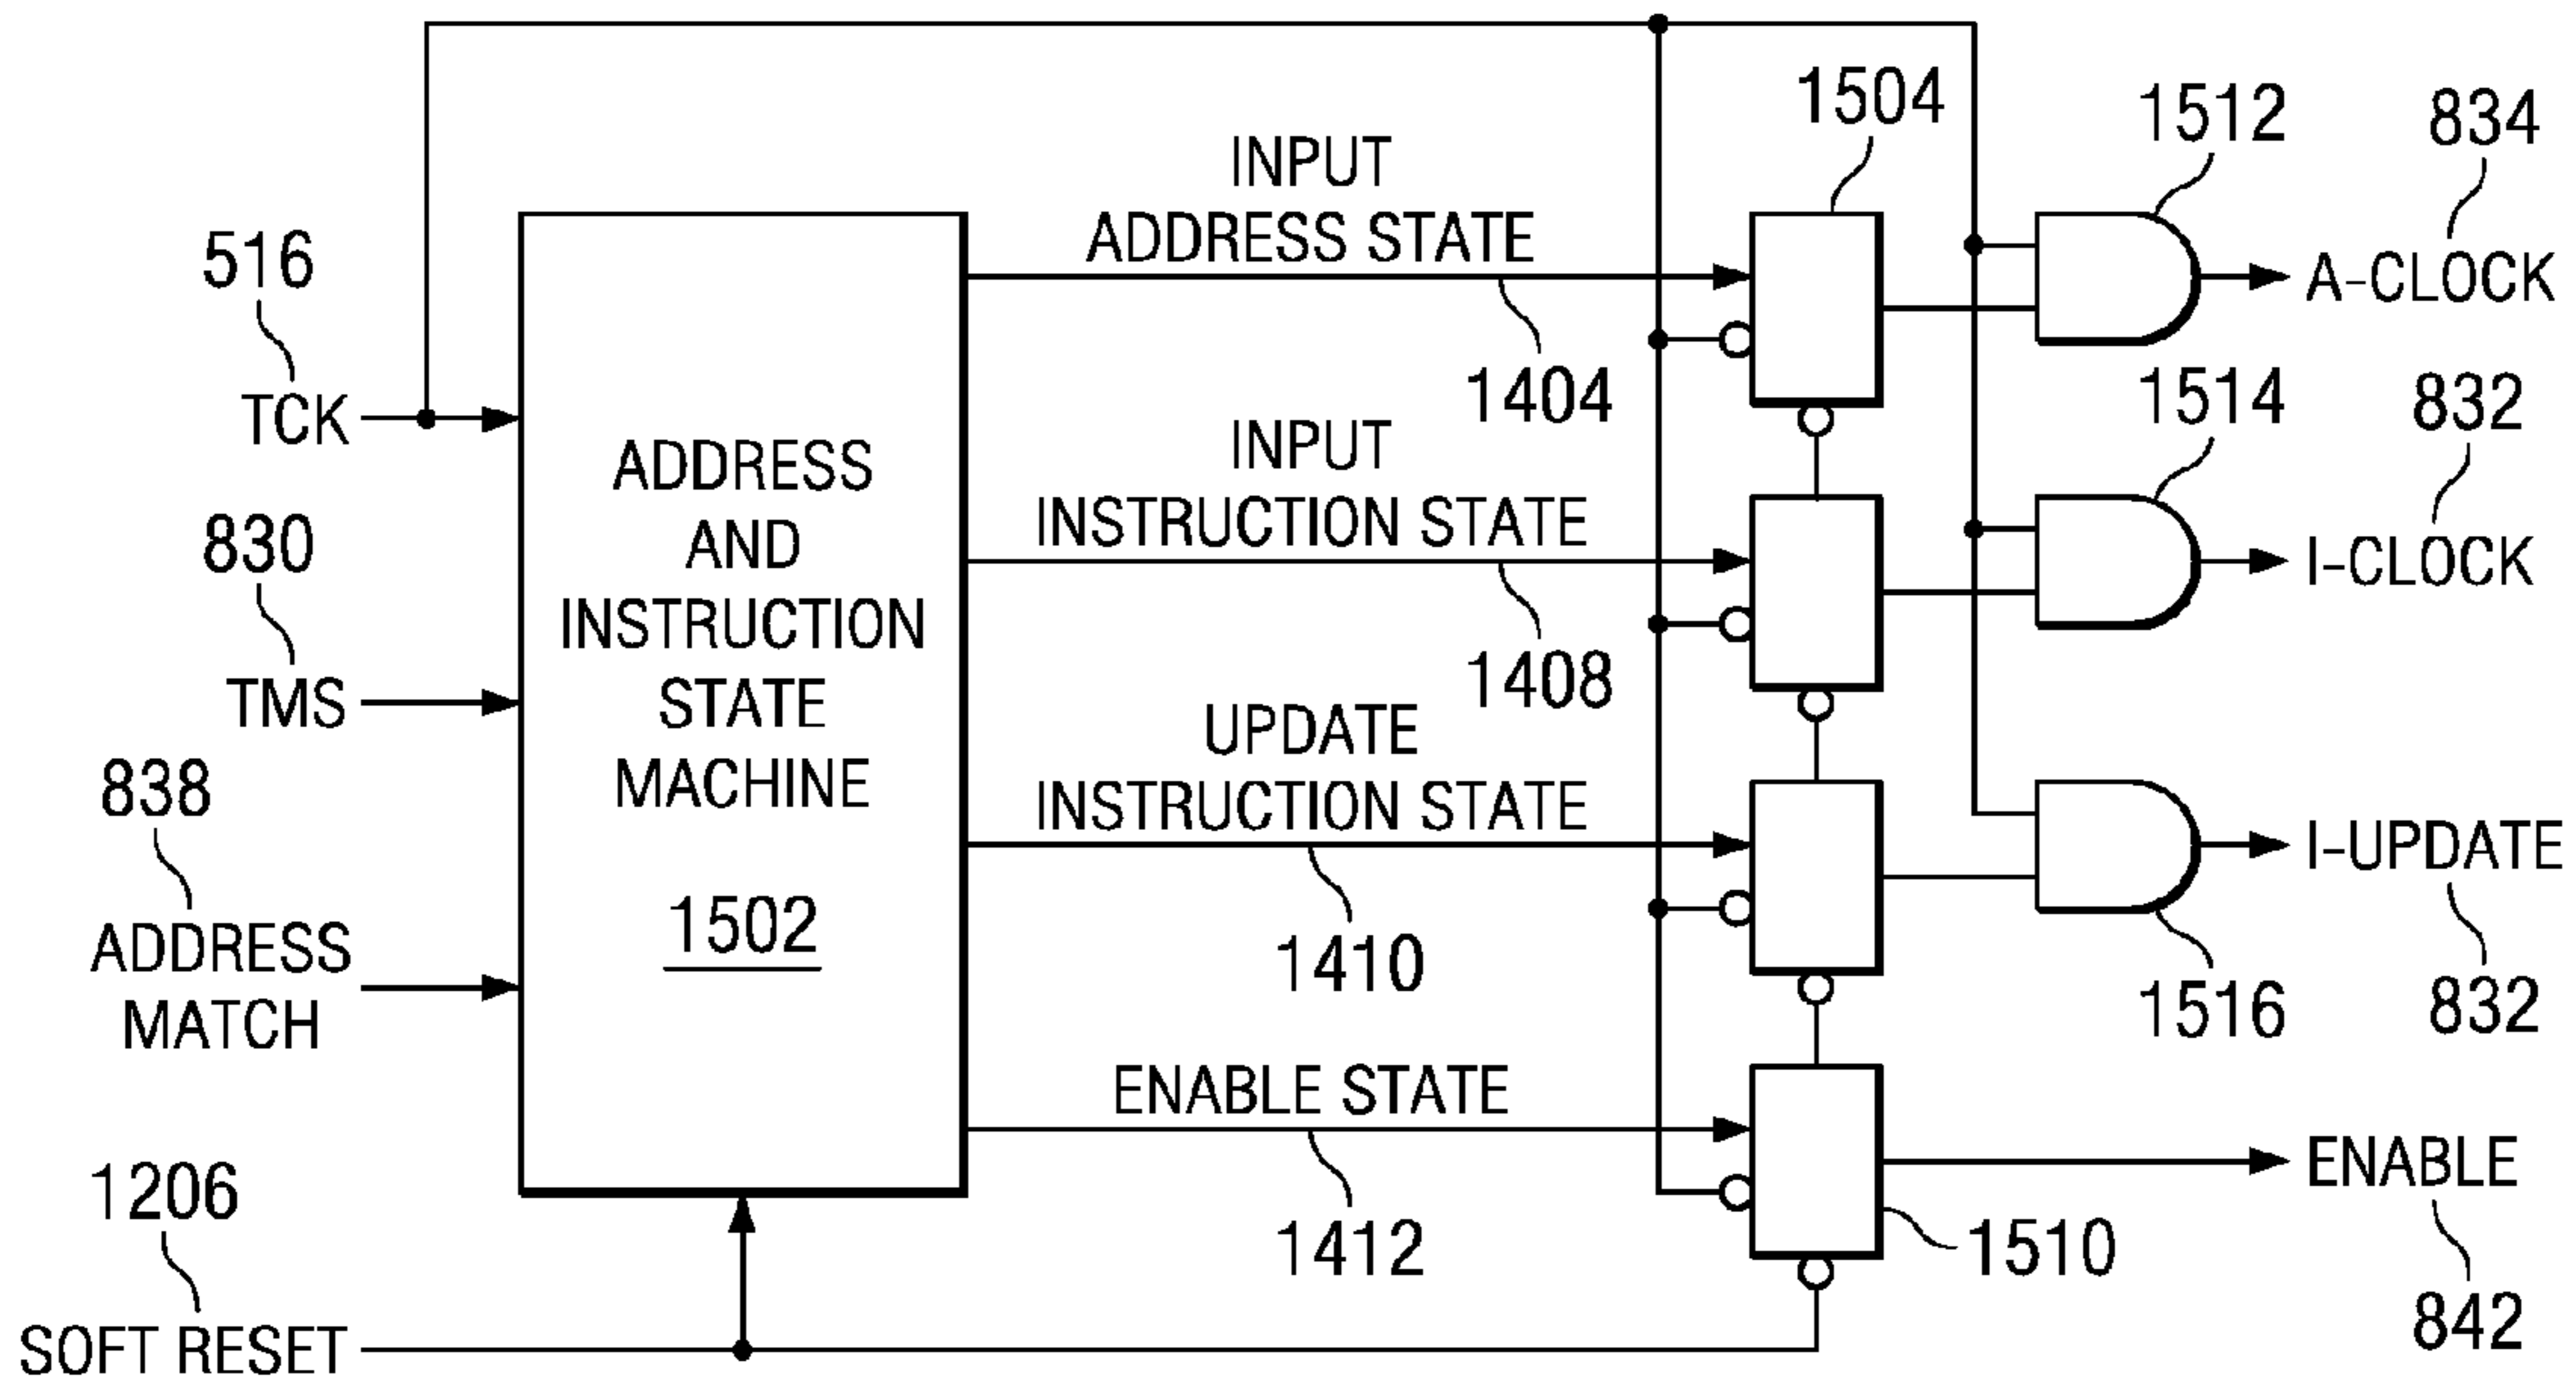 1504
1512
834
INPUT
ADDRESS STATE
516
A-CLOCK
1404
TCK
1514
832
INPUT
INSTRUCTION STATE
ADDRESS
AND
INSTRUCTION
STATE
MACHINE
1502
830
I-CLOCK
1408
TMS
UPDATE
INSTRUCTION STATE
838
I-UPDATE
ADDRESS
MATCH
1410
1516
832
ENABLE STATE
1206
ENABLE
1412
1510
842
SOFT RESET